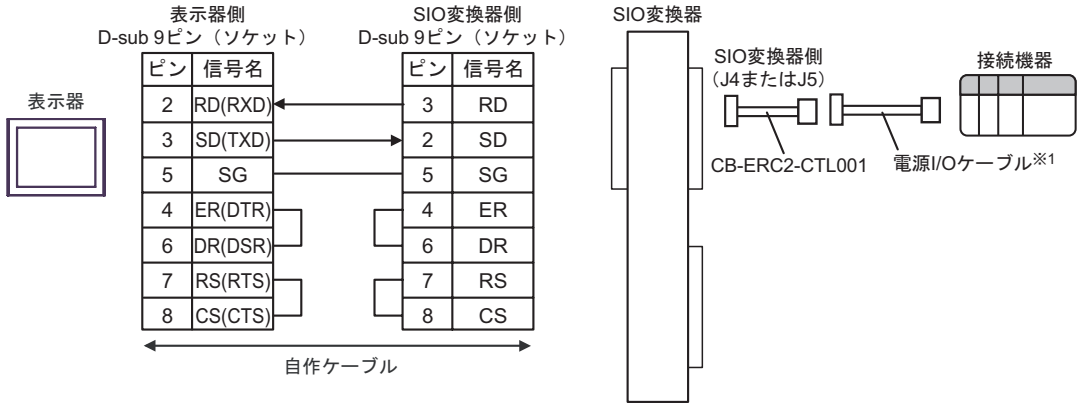 表示器側
D-sub 9ピン（ソケット）
SIO変換器側
D-sub 9ピン（ソケット）
SIO変換器
表示器
ピン 信号名
2 RD(RXD)
3 SD(TXD)
5 SG
4 ER(DTR)
6 DR(DSR)
7 RS(RTS)
8 CS(CTS)
ピン 信号名
3 RD
2 SD
5 SG
4 ER
6 DR
7 RS
8 CS
自作ケーブル
SIO変換器側
（J4またはJ5）
接続機器
CB-ERC2-CTL001
電源I/Oケーブル※1